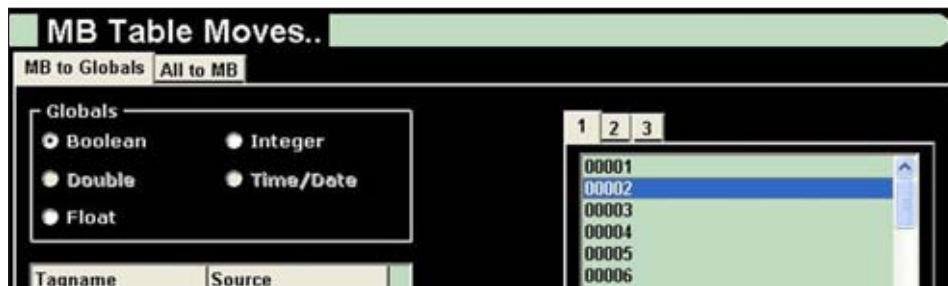 MB Table Moves..
MB to Globals All to MB
Globals
Boolean Integer
Double Time/Date
Float
Tagname Source
1 2 3
00001
00002
00003
00004
00005
00006